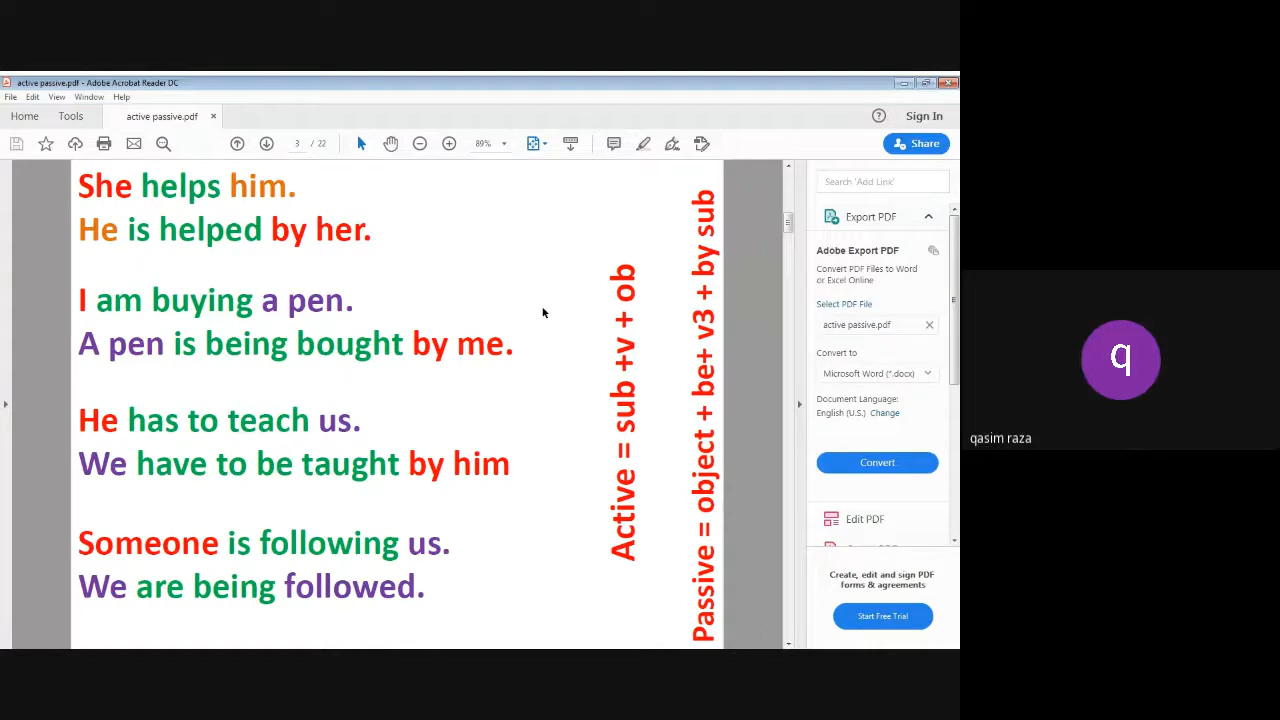 active passive.pdf - Adobe Acrobat Reader DC
File Edit View Window Help
Home Tools active passive.pdf × ? Sign In
3 / 22 89% Share
She helps him.
He is helped by her.
I am buying a pen.
A pen is being bought by me.
He has to teach us.
We have to be taught by him
Someone is following us.
We are being followed.
Active = sub +v + ob
Passive = object + be+ v3 + by sub
Search 'Add Link'
Export PDF
Adobe Export PDF
Convert PDF Files to Word
or Excel Online
Select PDF File
active passive.pdf ×
Convert to
Microsoft Word (*.docx)
Document Language:
English (U.S.) Change
Convert
Edit PDF
Create, edit and sign PDF
forms & agreements
Start Free Trial
q
qasim raza